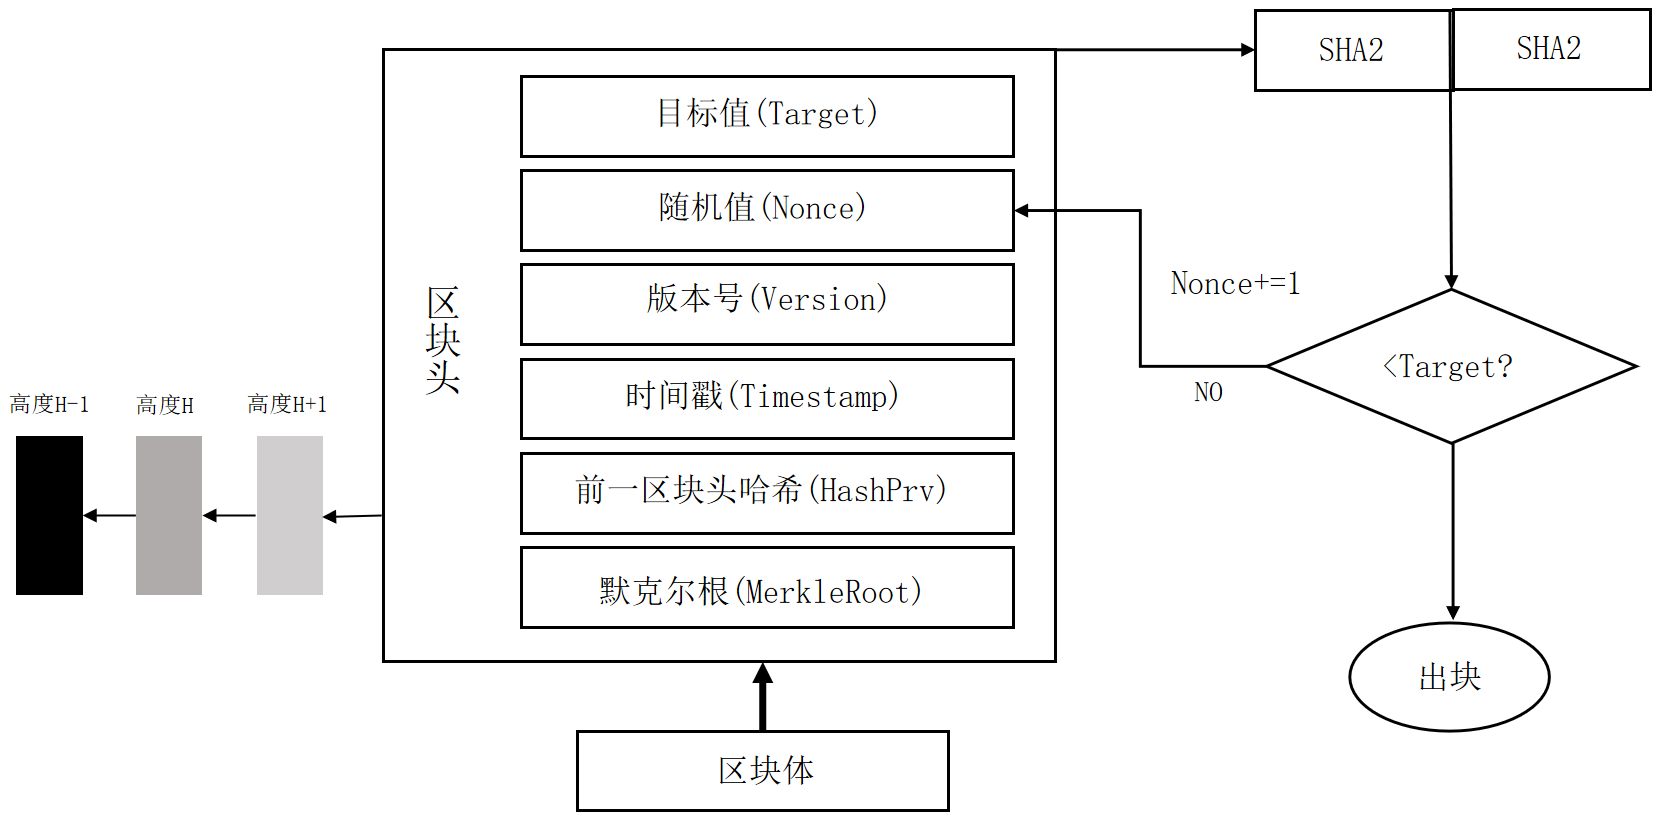 SHA2
SHA2
目标值(Target)
随机值(Nonce)
版本号(Version)
时间戳(Timestamp)
前一区块头哈希(HashPrv)
默克尔根(MerkleRoot)
区块头
Nonce+=1
<Target?
NO
高度H-1
高度H
高度H+1
出块
区块体